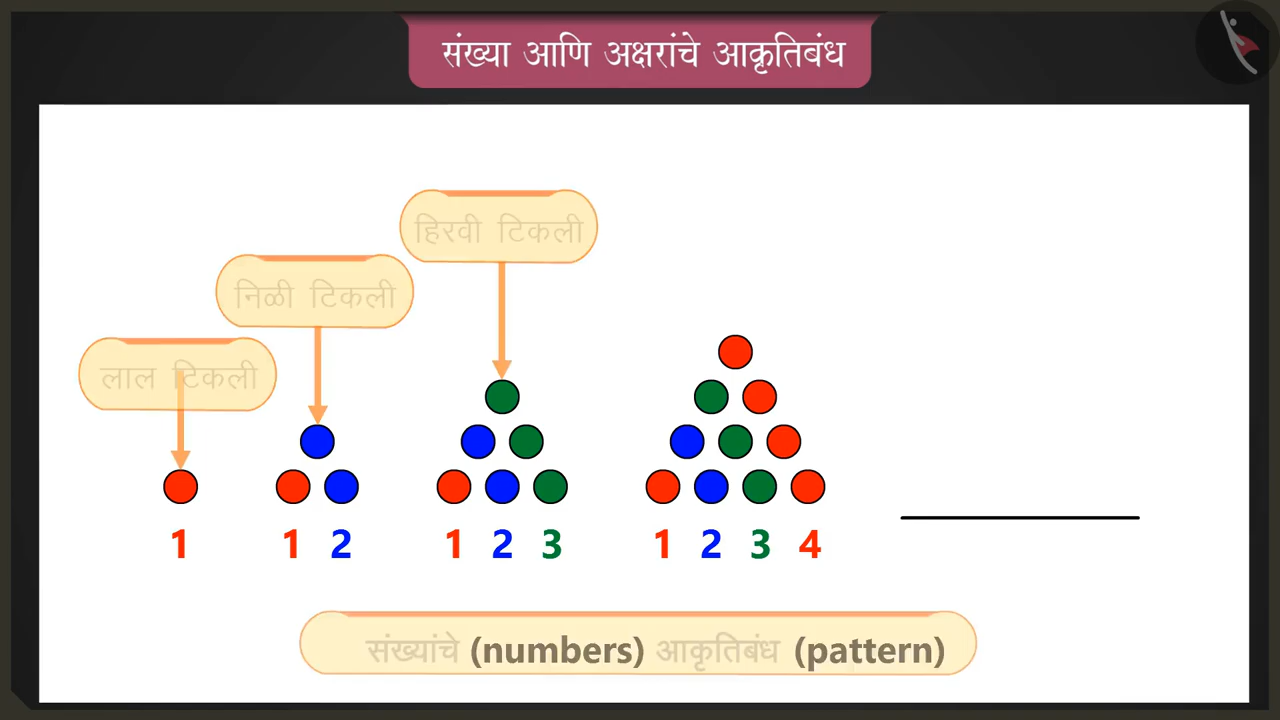 संख्या आणि अक्षरांचे आकृतिबंध
हिरवी टिकली
निळी टिकली
लाल टिकली
1 1 2 1 2 3 1 2 3 4
संख्यांचे (numbers) आकृतिबंध (pattern)